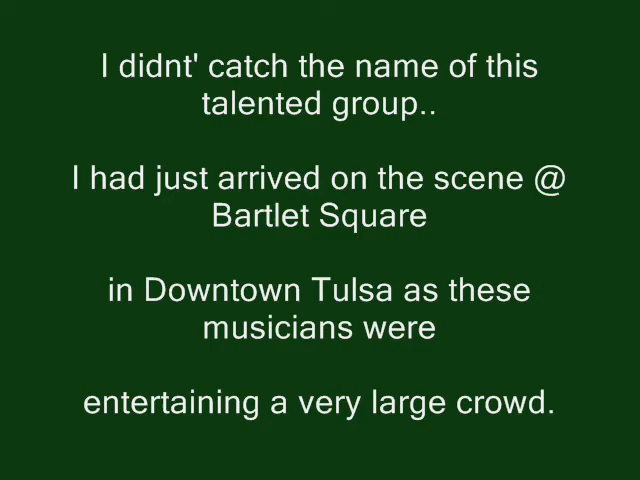 I didnt' catch the name of this
talented group..
I had just arrived on the scene @
Bartlet Square
in Downtown Tulsa as these
musicians were
entertaining a very large crowd.